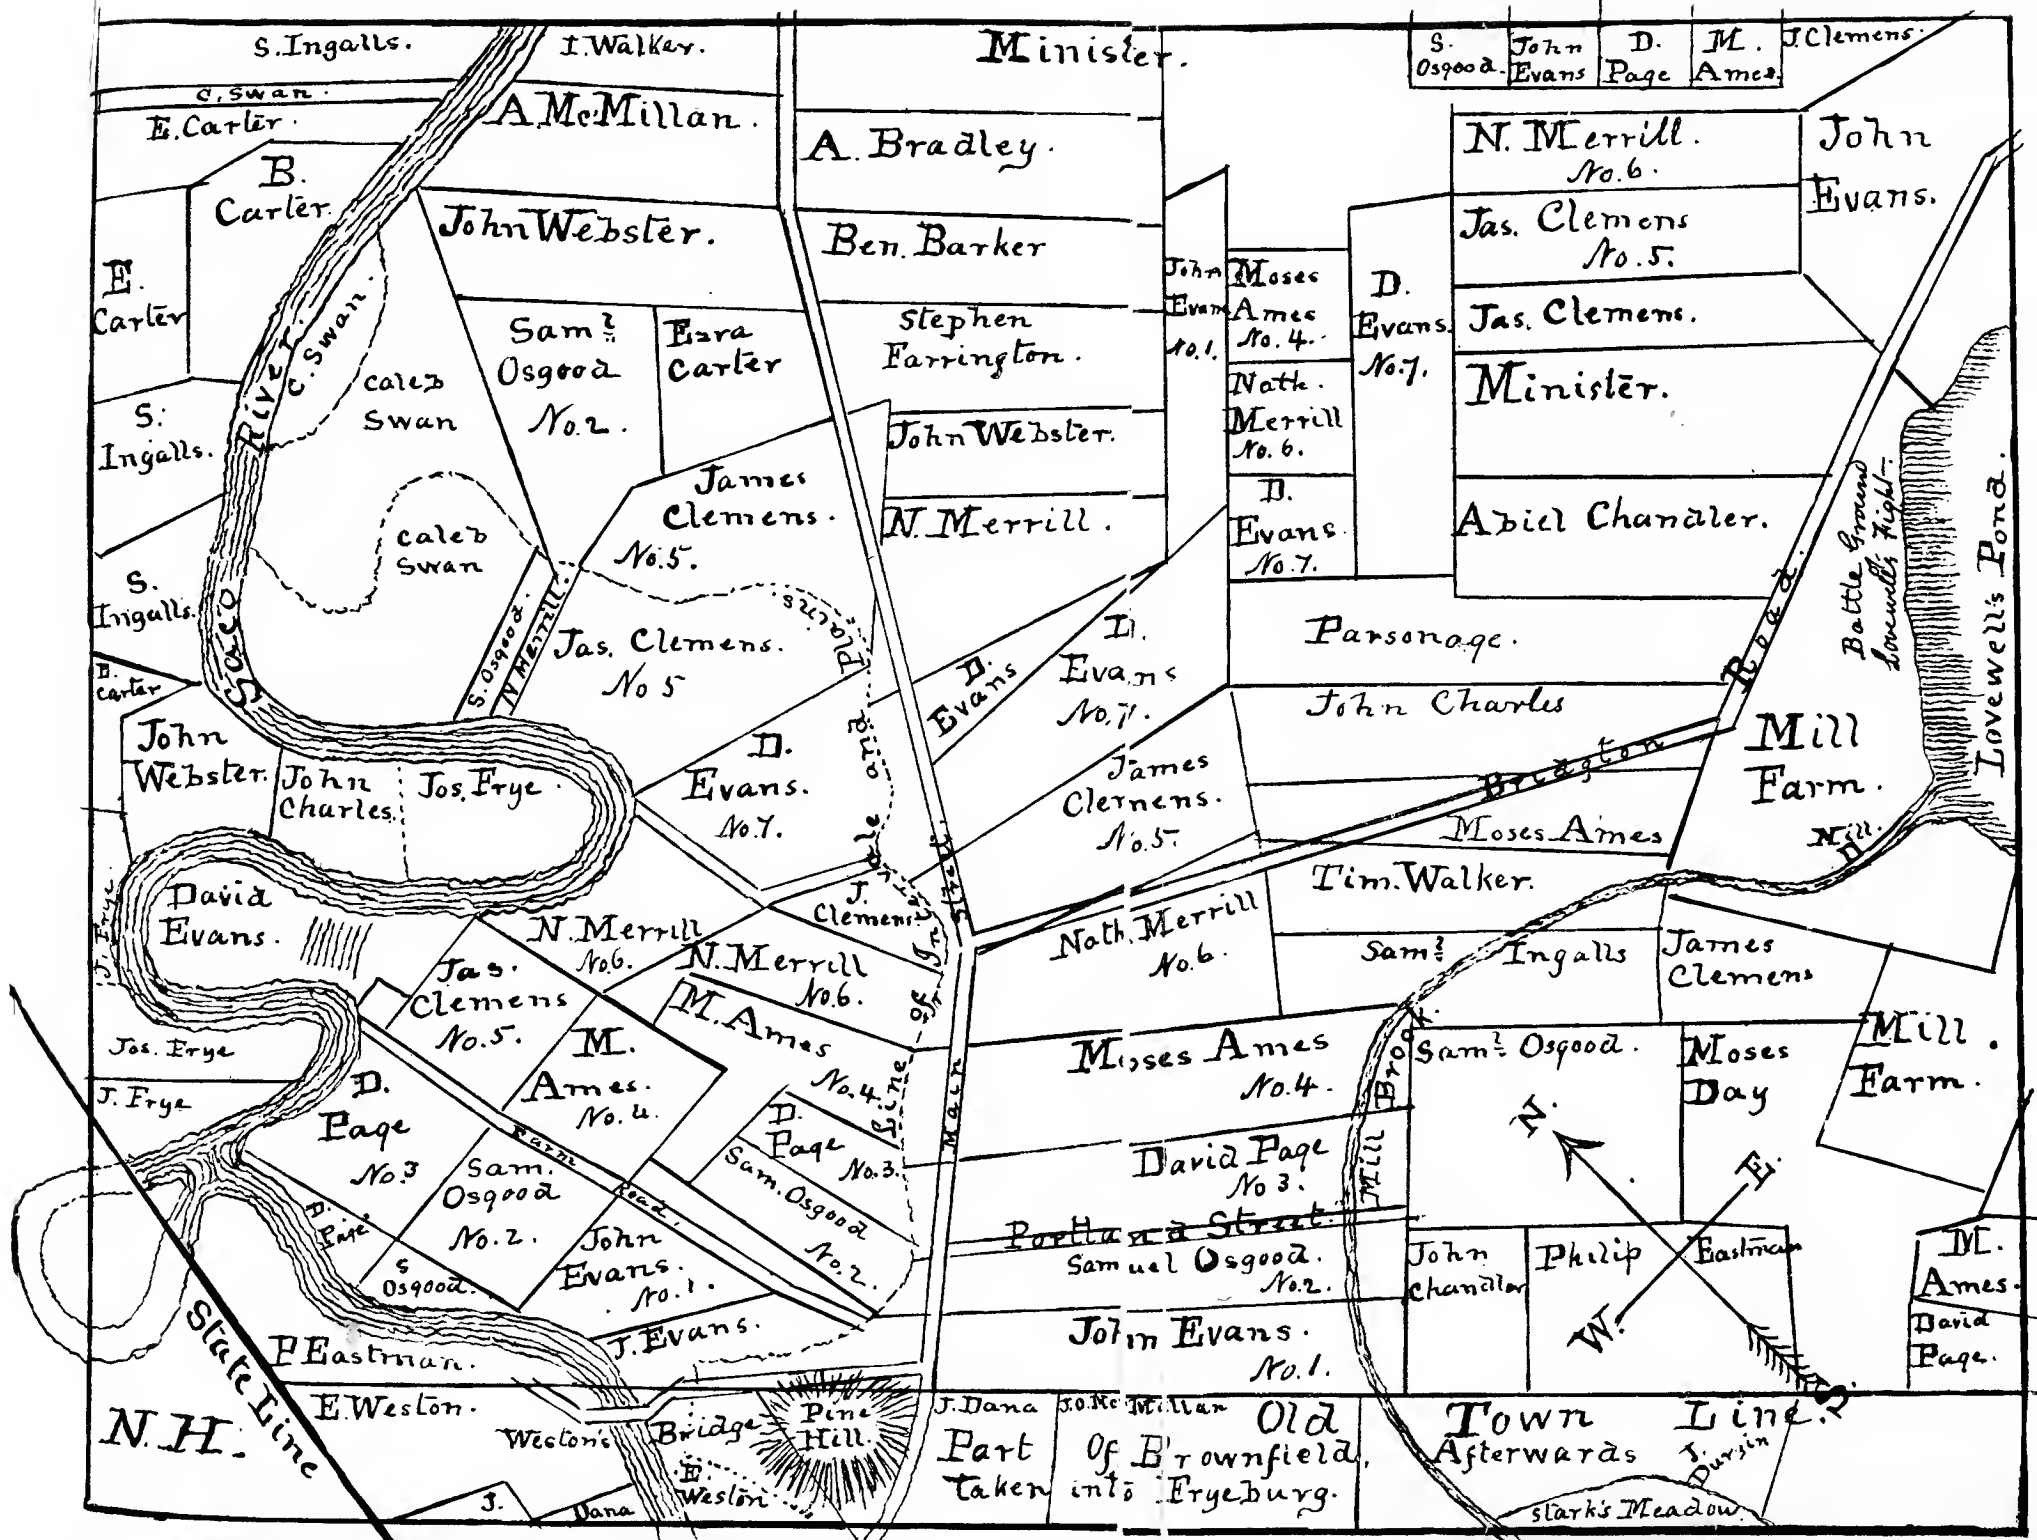 S. Ingalls.
I. Walker.
Minister.
S.
Osgood.
John
Evans
D.
Page
M.
Ames.
J. Clemens.
C. Swan.
E. Carter.
A. McMillan.
A. Bradley.
N. Merrill.
No. 6.
John
Evans.
B.
Carter.
John Webster.
Ben. Barker
Jas. Clemens
No. 5.
E.
Carter
C. Swan.
Saml
Osgood
No. 2.
Ezra
Carter
Stephen
Farrington.
John
Evans
No. 1.
Moses
Ames
No. 4.
D.
Evans.
No. 7.
Jas. Clemens.
Caleb
Swan
Nath.
Merrill
No. 6.
Minister.
S.
Ingalls.
Saco River.
John Webster.
James
Clemens.
No. 5.
N. Merrill.
D.
Evans
No. 7.
Abiel Chandler.
Battle Ground
of
Lovewell's Fight.
Lovewell's Pond.
Caleb
Swan
S.
Ingalls.
S. Osgood.
N Merrill.
Jas. Clemens.
No 5
Line of Intervale and Plains.
D.
Evans
D.
Evans
No. 7.
Parsonage.
B.
Carter
John Charles
Bridgton Road.
Mill
Farm.
John
Webster.
John
Charles.
Jos. Frye.
D.
Evans.
No. 7.
James
Clemens.
No. 5.
Moses Ames
Mill
J. Frye.
David
Evans.
J.
Clemens
Main Street.
Tim. Walker.
N. Merrill
No. 6.
N. Merrill
No. 6.
Nath. Merrill
No. 6.
Saml Ingalls
James
Clemens
Jas.
Clemens
No. 5.
M. Ames
No. 4.
Jos. Frye
M.
Ames.
No. 4.
Moses Ames
No. 4.
Mill Brook.
Saml Osgood.
Moses
Day
Mill
Farm.
J. Frye
D.
Page
No. 3
Farm Road.
D.
Page
No. 3.
David Page
No 3.
N.
E.
Sam.
Osgood
No. 2.
Sam. Osgood
No. 2.
Portland Street.
Samuel Osgood.
No. 2.
John
Chandler
Philip Eastman
M.
Ames.
S
Osgood.
John
Evans.
No. 1.
J. Evans.
John Evans.
No. 1.
W.
S.
David
Page.
State Line
P Eastman.
N.H.
E. Weston.
Weston's Bridge
Pine
Hill.
E.
Weston
J. Dana
J. O. McMillan
Old Town Line.
Part of Brownfield, Afterwards
taken into Fryeburg.
J. Dana
Stark's Meadow.